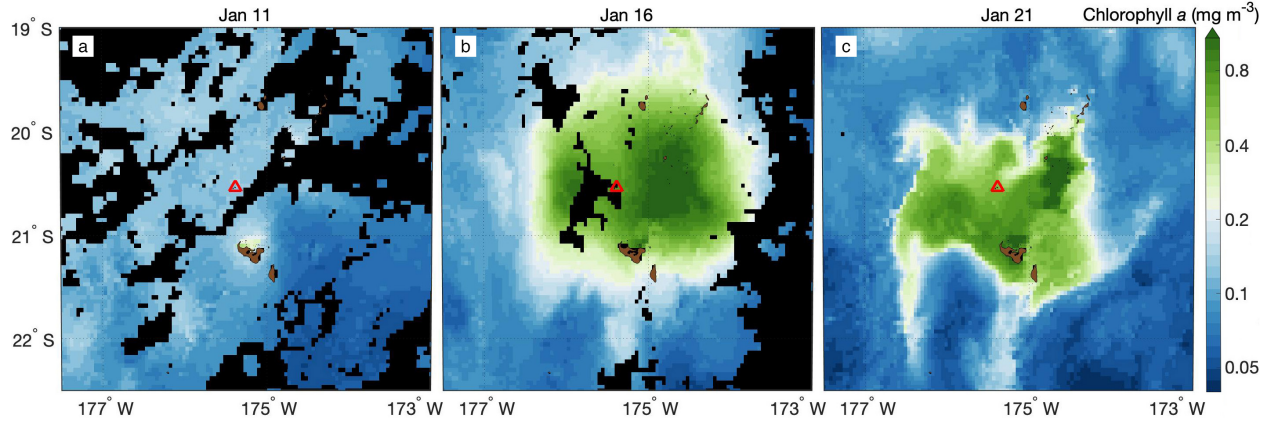 Jan 11 Jan 16 Jan 21 Chlorophyll a (mg m⁻³)
19° S a b c
0.8
20° S
0.4
0.2
21° S
0.1
22° S
0.05
177° W 175° W 173° W 177° W 175° W 173° W 177° W 175° W 173° W